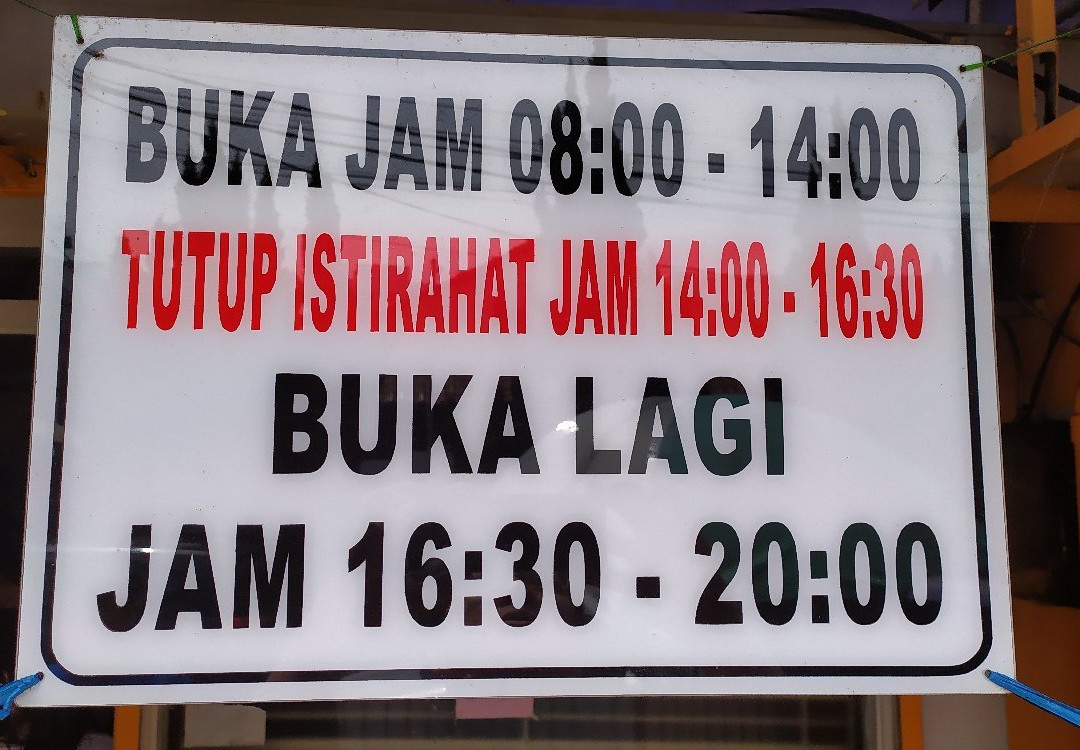 BUKA JAM 08:00 - 14:00
TUTUP ISTIRAHAT JAM 14:00 - 16:30
BUKA LAGI
JAM 16:30 - 20:00